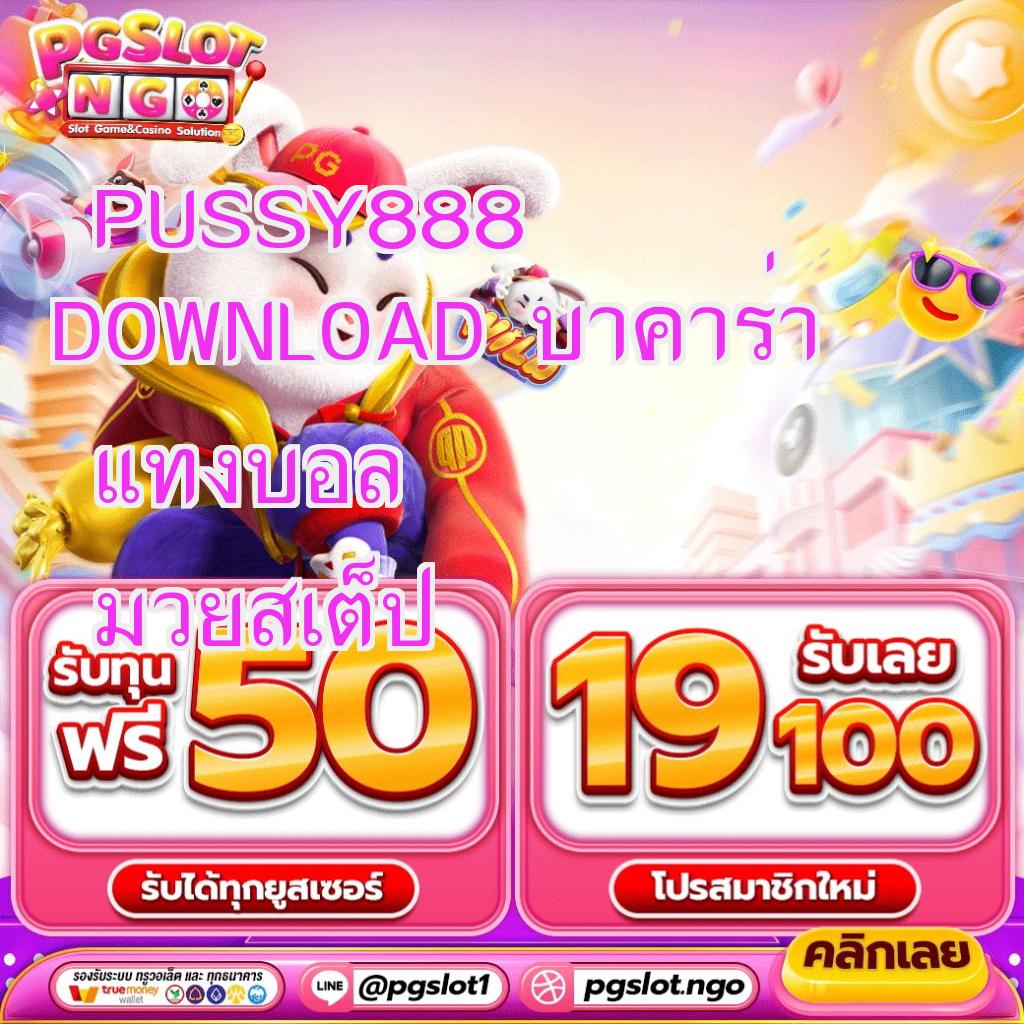 PGSLOT
NGO
Slot Game&Casino Solution
PG
PUSSY888
DOWNLOAD บาคาร่า
WILD
แทงบอล
มวยสเต็ป
รับทุน
ฟรี
50
19
รับเลย
100
รับได้ทุกยูสเซอร์
โปรสมาชิกใหม่
คลิกเลย
รองรับระบบ ทรูวอเล็ต และ ทุกธนาคาร
truemoney
wallet
LINE
@pgslot1
pgslot.ngo